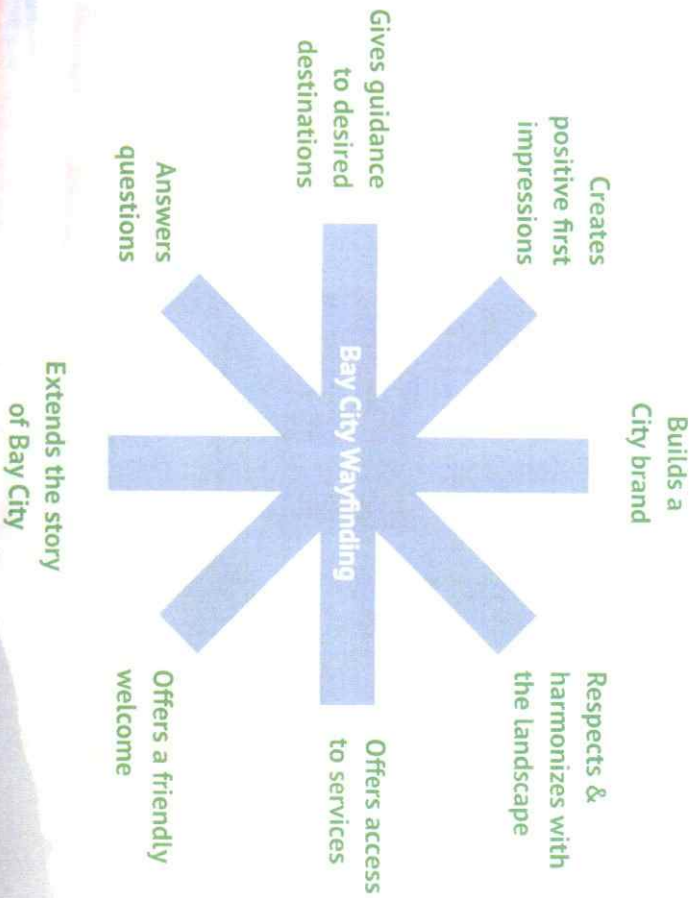 Builds a
City brand
Creates
positive first
impressions
Respects &
harmonizes with
the landscape
Gives guidance
to desired
destinations
Bay City Wayfinding
Offers access
to services
Answers
questions
Offers a friendly
welcome
Extends the story
of Bay City